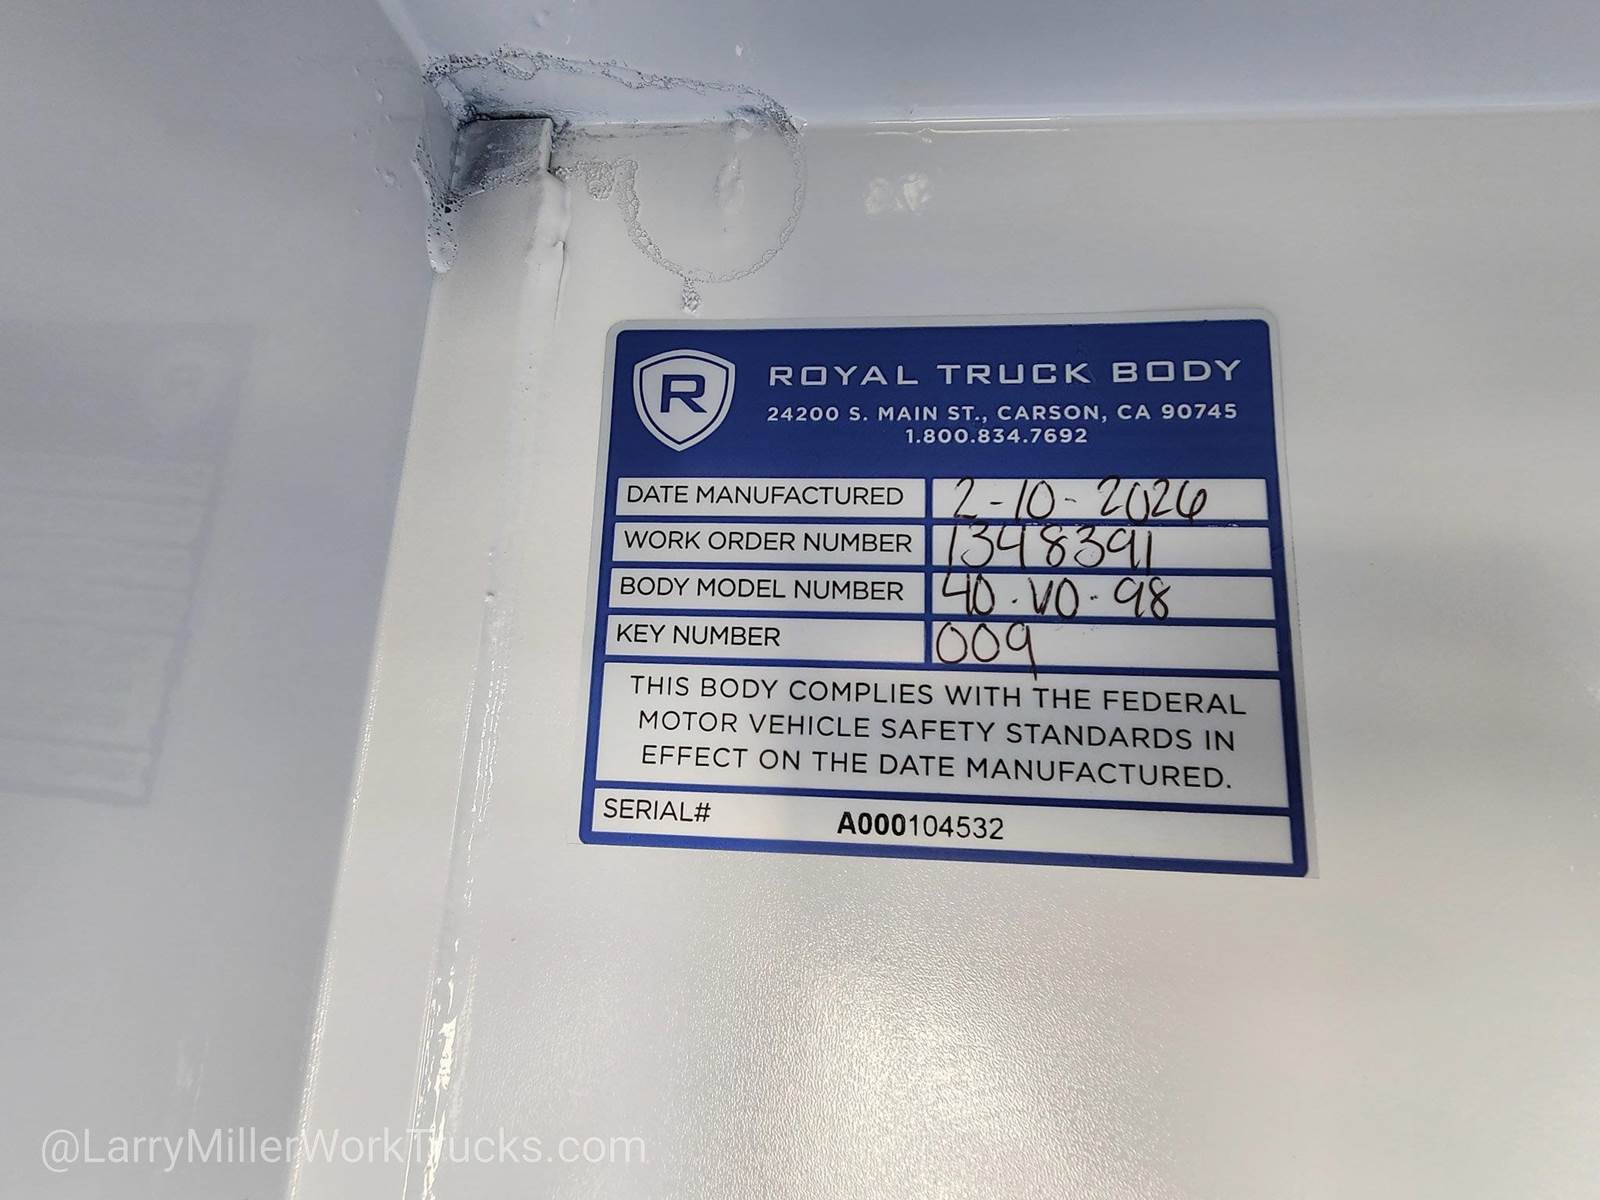 R
ROYAL TRUCK BODY
24200 S. MAIN ST., CARSON, CA 90745
1.800.834.7692
DATE MANUFACTURED 2-10-2026
WORK ORDER NUMBER 1348391
BODY MODEL NUMBER 40-VO-98
KEY NUMBER 009
THIS BODY COMPLIES WITH THE FEDERAL
MOTOR VEHICLE SAFETY STANDARDS IN
EFFECT ON THE DATE MANUFACTURED.
SERIAL# A000104532
@LarryMillerWorkTrucks.com